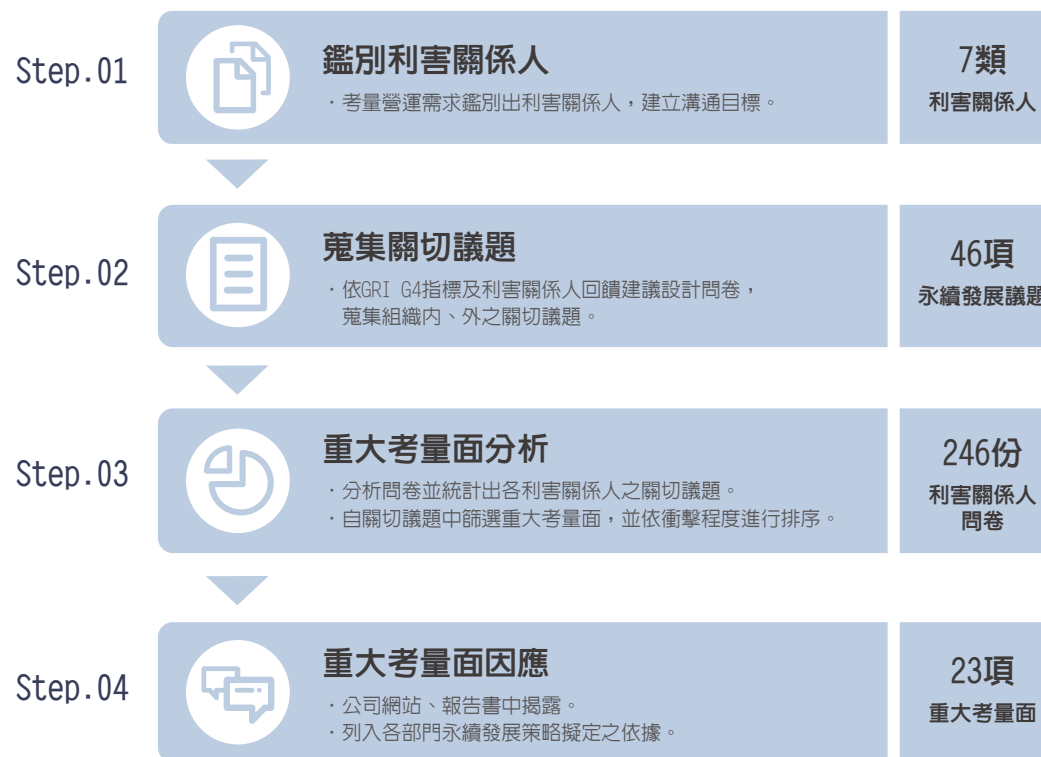 Step.01
鑑別利害關係人
·考量營運需求鑑別出利害關係人，建立溝通目標。
7類
利害關係人
Step.02
蒐集關切議題
·依GRI G4指標及利害關係人回饋建議設計問卷，
蒐集組織內、外之關切議題。
46項
永續發展議題
Step.03
重大考量面分析
·分析問卷並統計出各利害關係人之關切議題。
·自關切議題中篩選重大考量面，並依衝擊程度進行排序。
246份
利害關係人
問卷
Step.04
重大考量面因應
·公司網站、報告書中揭露。
·列入各部門永續發展策略擬定之依據。
23項
重大考量面